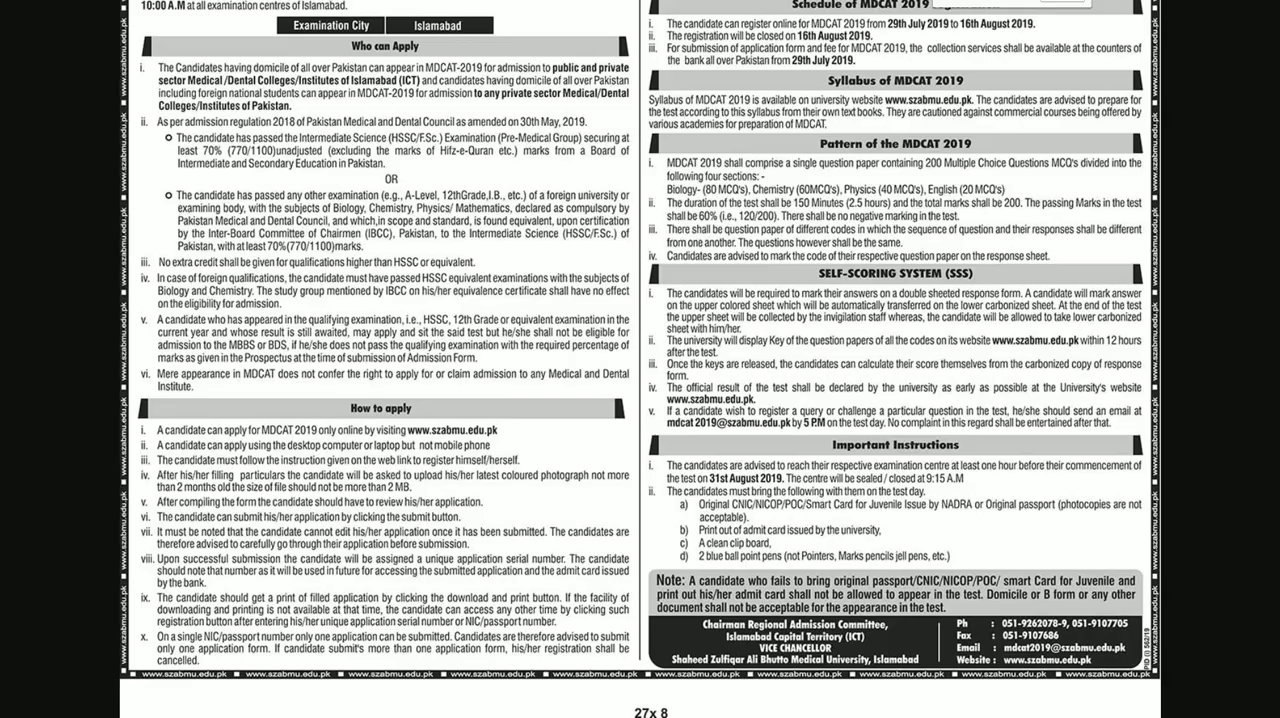 10:00 A.M at all examination centres of Islamabad.
Examination City Islamabad
Who can Apply
i. The Candidates having domicile of all over Pakistan can appear in MDCAT-2019 for admission to public and private
sector Medical /Dental Colleges/Institutes of Islamabad (ICT) and candidates having domicile of all over Pakistan
including foreign national students can appear in MDCAT-2019 for admission to any private sector Medical/Dental
Colleges/Institutes of Pakistan.
ii. As per admission regulation 2018 of Pakistan Medical and Dental Council as amended on 30th May, 2019.
The candidate has passed the Intermediate Science (HSSC/F.Sc.) Examination (Pre-Medical Group) securing at
least 70% (770/1100)unadjusted (excluding the marks of Hifz-e-Quran etc.) marks from a Board of
Intermediate and Secondary Education in Pakistan.
OR
The candidate has passed any other examination (e.g., A-Level, 12thGrade,I.B., etc.) of a foreign university or
examining body, with the subjects of Biology, Chemistry, Physics/ Mathematics, declared as compulsory by
Pakistan Medical and Dental Council, and which,in scope and standard, is found equivalent, upon certification
by the Inter-Board Committee of Chairmen (IBCC), Pakistan, to the Intermediate Science (HSSC/F.Sc.) of
Pakistan, with at least 70%(770/1100)marks.
iii. No extra credit shall be given for qualifications higher than HSSC or equivalent.
iv. In case of foreign qualifications, the candidate must have passed HSSC equivalent examinations with the subjects of
Biology and Chemistry. The study group mentioned by IBCC on his/her equivalence certificate shall have no effect
on the eligibility for admission.
v. A candidate who has appeared in the qualifying examination, i.e., HSSC, 12th Grade or equivalent examination in the
current year and whose result is still awaited, may apply and sit the said test but he/she shall not be eligible for
admission to the MBBS or BDS, if he/she does not pass the qualifying examination with the required percentage of
marks as given in the Prospectus at the time of submission of Admission Form.
vi. Mere appearance in MDCAT does not confer the right to apply for or claim admission to any Medical and Dental
Institute.
How to apply
i. A candidate can apply for MDCAT 2019 only online by visiting www.szabmu.edu.pk
ii. A candidate can apply using the desktop computer or laptop but not mobile phone
iii. The candidate must follow the instruction given on the web link to register himself/herself.
iv. After his/her filling particulars the candidate will be asked to upload his/her latest coloured photograph not more
than 2 months old the size of file should not be more than 2 MB.
v. After compiling the form the candidate should have to review his/her application.
vi. The candidate can submit his/her application by clicking the submit button.
vii. It must be noted that the candidate cannot edit his/her application once it has been submitted. The candidates are
therefore advised to carefully go through their application before submission.
viii. Upon successful submission the candidate will be assigned a unique application serial number. The candidate
should note that number as it will be used in future for accessing the submitted application and the admit card issued
by the bank.
ix. The candidate should get a print of filled application by clicking the download and print button. If the facility of
downloading and printing is not available at that time, the candidate can access any other time by clicking such
registration button after entering his/her unique application serial number or NIC/passport number.
x. On a single NIC/passport number only one application can be submitted. Candidates are therefore advised to submit
only one application form. If candidate submit's more than one application form, his/her registration shall be
cancelled.
Schedule of MDCAT 2019
i. The candidate can register online for MDCAT 2019 from 29th July 2019 to 16th August 2019.
ii. The registration will be closed on 16th August 2019.
iii. For submission of application form and fee for MDCAT 2019, the collection services shall be available at the counters of
the bank all over Pakistan from 29th July 2019.
Syllabus of MDCAT 2019
Syllabus of MDCAT 2019 is available on university website www.szabmu.edu.pk. The candidates are advised to prepare for
the test according to this syllabus from their own text books. They are cautioned against commercial courses being offered by
various academies for preparation of MDCAT.
Pattern of the MDCAT 2019
i. MDCAT 2019 shall comprise a single question paper containing 200 Multiple Choice Questions MCQ's divided into the
following four sections: -
Biology- (80 MCQ's), Chemistry (60MCQ's), Physics (40 MCQ's), English (20 MCQ's)
ii. The duration of the test shall be 150 Minutes (2.5 hours) and the total marks shall be 200. The passing Marks in the test
shall be 60% (i.e., 120/200). There shall be no negative marking in the test.
iii. There shall be question paper of different codes in which the sequence of question and their responses shall be different
from one another. The questions however shall be the same.
iv. Candidates are advised to mark the code of their respective question paper on the response sheet.
SELF-SCORING SYSTEM (SSS)
i. The candidates will be required to mark their answers on a double sheeted response form. A candidate will mark answer
on the upper colored sheet which will be automatically transferred on the lower carbonized sheet. At the end of the test
the upper sheet will be collected by the invigilation staff whereas, the candidate will be allowed to take lower carbonized
sheet with him/her.
ii. The university will display Key of the question papers of all the codes on its website www.szabmu.edu.pk within 12 hours
after the test.
iii. Once the keys are released, the candidates can calculate their score themselves from the carbonized copy of response
form.
iv. The official result of the test shall be declared by the university as early as possible at the University's website
www.szabmu.edu.pk.
v. If a candidate wish to register a query or challenge a particular question in the test, he/she should send an email at
mdcat 2019@szabmu.edu.pk by 5 P.M on the test day. No complaint in this regard shall be entertained after that.
Important Instructions
i. The candidates are advised to reach their respective examination centre at least one hour before their commencement of
the test on 31st August 2019. The centre will be sealed / closed at 9:15 A.M
ii. The candidates must bring the following with them on the test day.
a) Original CNIC/NICOP/POC/Smart Card for Juvenile Issue by NADRA or Original passport (photocopies are not
acceptable).
b) Print out of admit card issued by the university,
c) A clean clip board,
d) 2 blue ball point pens (not Pointers, Marks pencils jell pens, etc.)
Note: A candidate who fails to bring original passport/CNIC/NICOP/POC/ smart Card for Juvenile and
print out his/her admit card shall not be allowed to appear in the test. Domicile or B form or any other
document shall not be acceptable for the appearance in the test.
Chairman Regional Admission Committee,
Islamabad Capital Territory (ICT)
VICE CHANCELLOR
Shaheed Zulfiqar Ali Bhutto Medical University, Islamabad
Ph : 051-9262078-9, 051-9107705
Fax : 051-9107686
Email : mdcat2019@szabmu.edu.pk
Website : www.szabmu.edu.pk
PID (I) 562/19
www.szabmu.edu.pk www.szabmu.edu.pk www.szabmu.edu.pk www.szabmu.edu.pk www.szabmu.edu.pk www.szabmu.edu.pk www.szabmu.edu.pk www.szabmu.edu.pk www.szabmu.edu.pk
27x 8